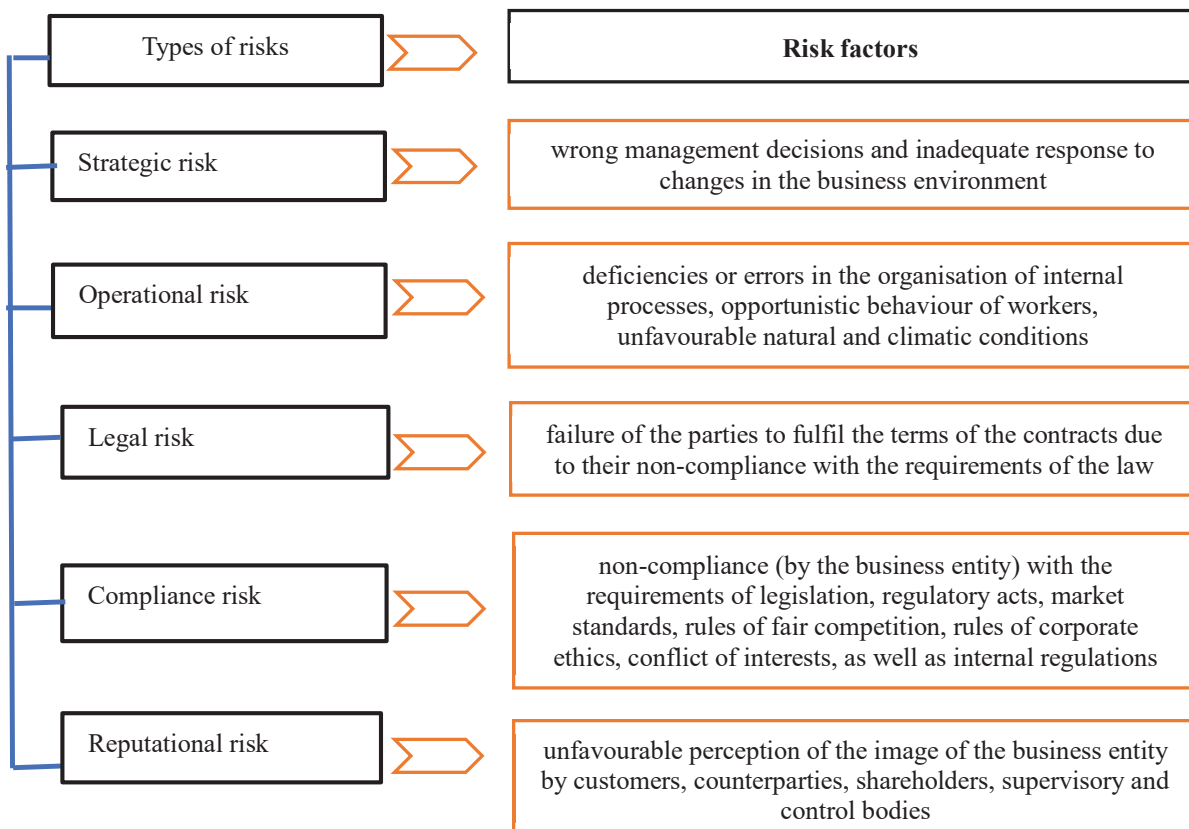 Types of risks
Risk factors
Strategic risk
wrong management decisions and inadequate response to
changes in the business environment
Operational risk
deficiencies or errors in the organisation of internal
processes, opportunistic behaviour of workers,
unfavourable natural and climatic conditions
Legal risk
failure of the parties to fulfil the terms of the contracts due
to their non-compliance with the requirements of the law
Compliance risk
non-compliance (by the business entity) with the
requirements of legislation, regulatory acts, market
standards, rules of fair competition, rules of corporate
ethics, conflict of interests, as well as internal regulations
Reputational risk
unfavourable perception of the image of the business entity
by customers, counterparties, shareholders, supervisory and
control bodies